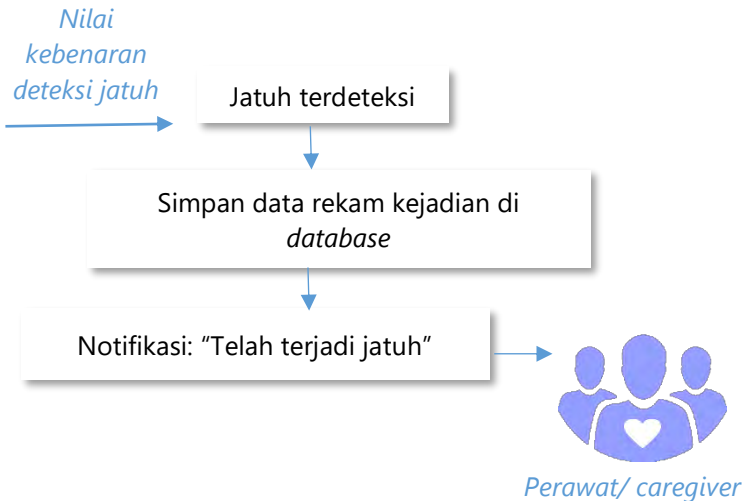 Nilai
kebenaran
deteksi jatuh
Jatuh terdeteksi
Simpan data rekam kejadian di
database
Notifikasi: “Telah terjadi jatuh”
Perawat/ caregiver